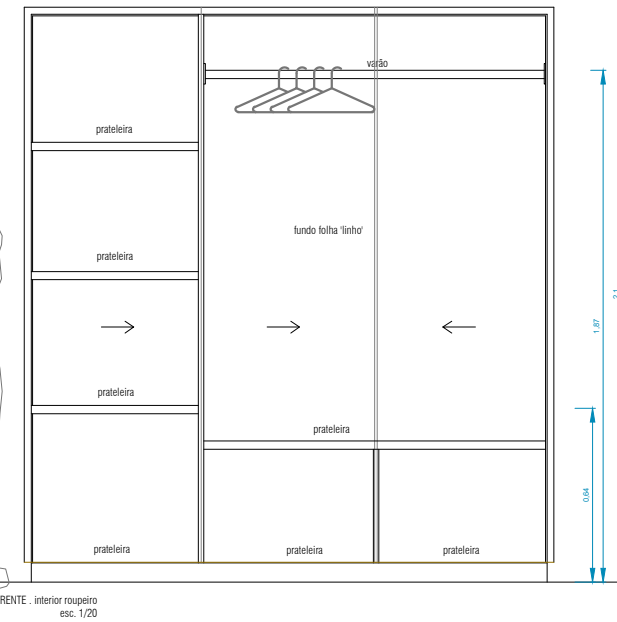 varão
prateleira
fundo folha 'linho'
prateleira
prateleira
prateleira
prateleira
prateleira
prateleira
1,87
0,64
RENTE . interior roupeiro
esc. 1/20